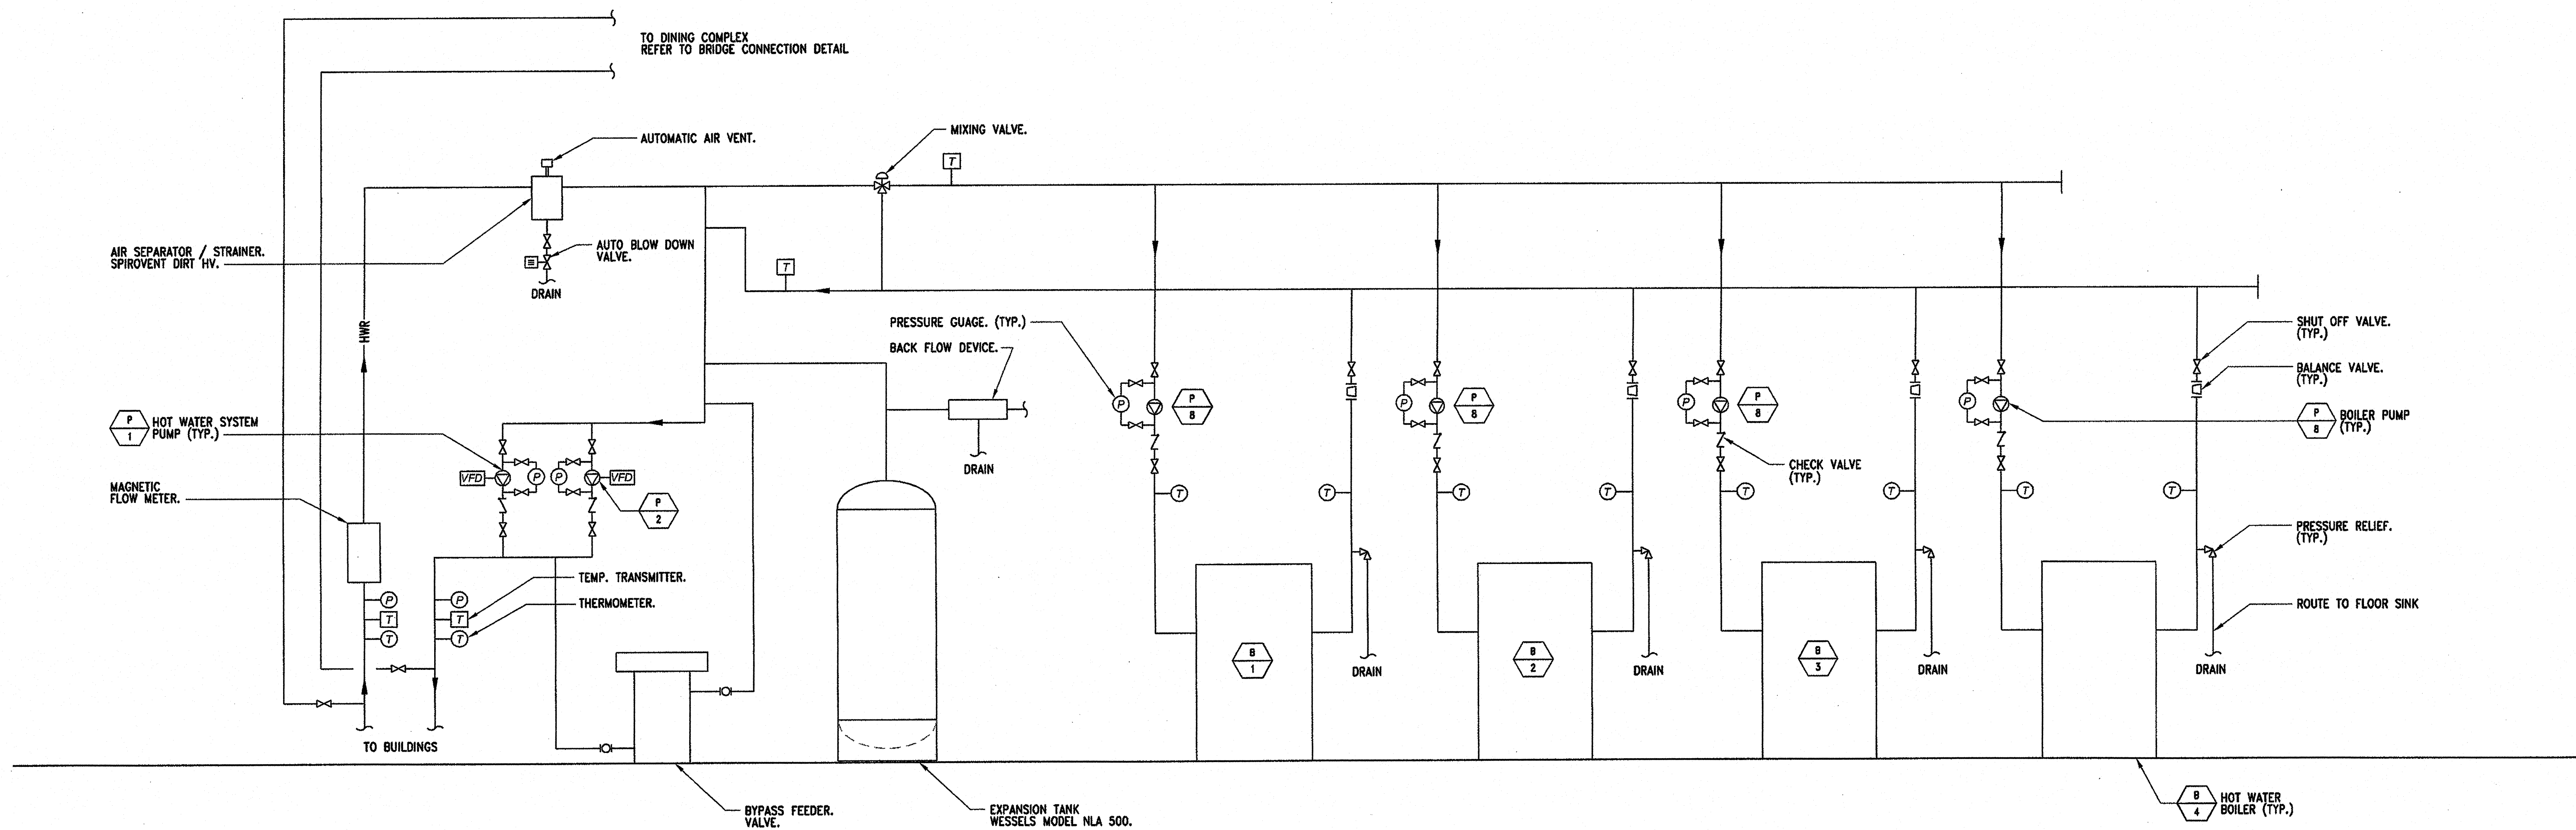 TO DINING COMPLEX
REFER TO BRIDGE CONNECTION DETAIL
AUTOMATIC AIR VENT.
MIXING VALVE.
T
AIR SEPARATOR / STRAINER.
SPIROVENT DIRT HV.
AUTO BLOW DOWN
VALVE.
DRAIN
T
HWR
PRESSURE GUAGE. (TYP.)
BACK FLOW DEVICE.
SHUT OFF VALVE.
(TYP.)
BALANCE VALVE.
(TYP.)
P
1
HOT WATER SYSTEM
PUMP (TYP.)
P
P
8
P
P
8
P
P
8
P
P
8
BOILER PUMP
(TYP.)
DRAIN
CHECK VALVE
(TYP.)
VFD
P
P
VFD
MAGNETIC
FLOW METER.
P
2
T
T
T
T
T
T
T
T
PRESSURE RELIEF.
(TYP.)
TEMP. TRANSMITTER.
THERMOMETER.
P
T
T
P
T
T
ROUTE TO FLOOR SINK
B
1
DRAIN
B
2
DRAIN
B
3
DRAIN
DRAIN
TO BUILDINGS
BYPASS FEEDER.
VALVE.
EXPANSION TANK
WESSELS MODEL NLA 500.
B
4
HOT WATER
BOILER (TYP.)